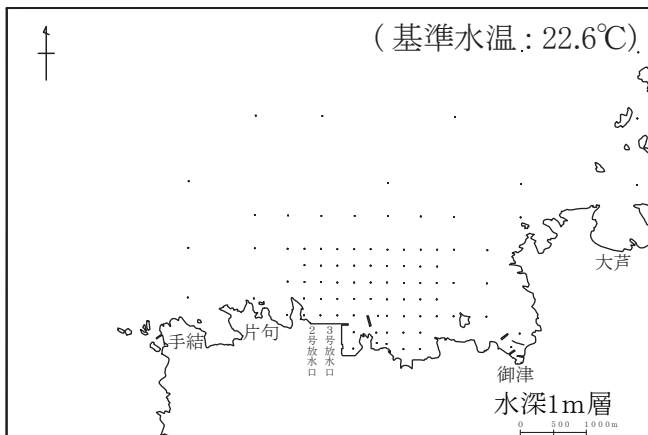 (基準水温:22.6℃)
大芦
手結
片句
2号放水口
3号放水口
御津
水深1m層
0 500 1000m